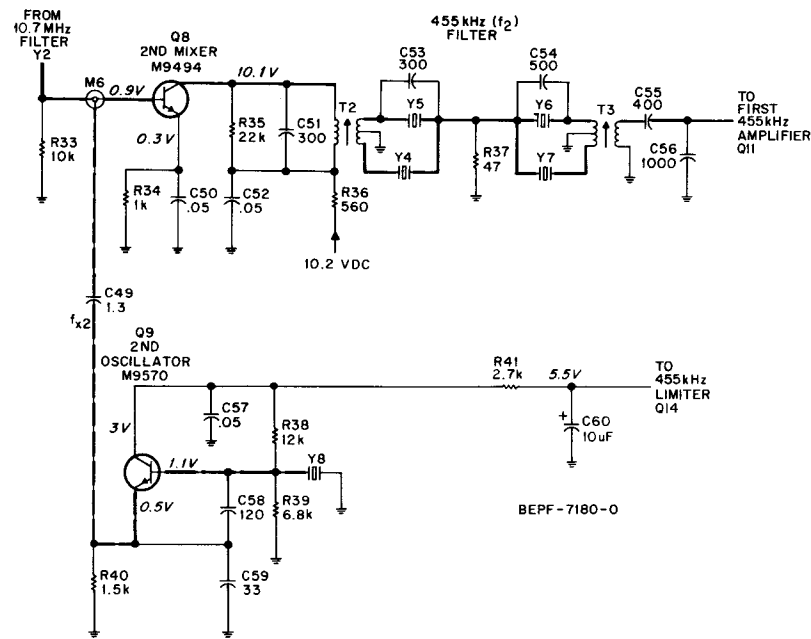 FROM
10.7 MHz
FILTER
Y2
Q8
2ND MIXER
M9494
455kHz (f2)
FILTER
M6
0.9V
10.1V
0.3V
R33
10k
R34
1k
C50
.05
R35
22k
C51
300
C52
.05
T2
R36
560
10.2 VDC
C53
300
Y5
Y4
R37
47
C54
500
Y6
Y7
T3
C55
400
C56
1000
TO
FIRST
455kHz
AMPLIFIER
Q11
C49
1.3
fx2
Q9
2ND
OSCILLATOR
M9570
3V
1.1V
0.5V
C57
.05
R38
12k
Y8
C58
120
R39
6.8k
R40
1.5k
C59
33
R41
2.7k
5.5V
+
C60
10uF
TO
455kHz
LIMITER
Q14
BEPF-7180-O